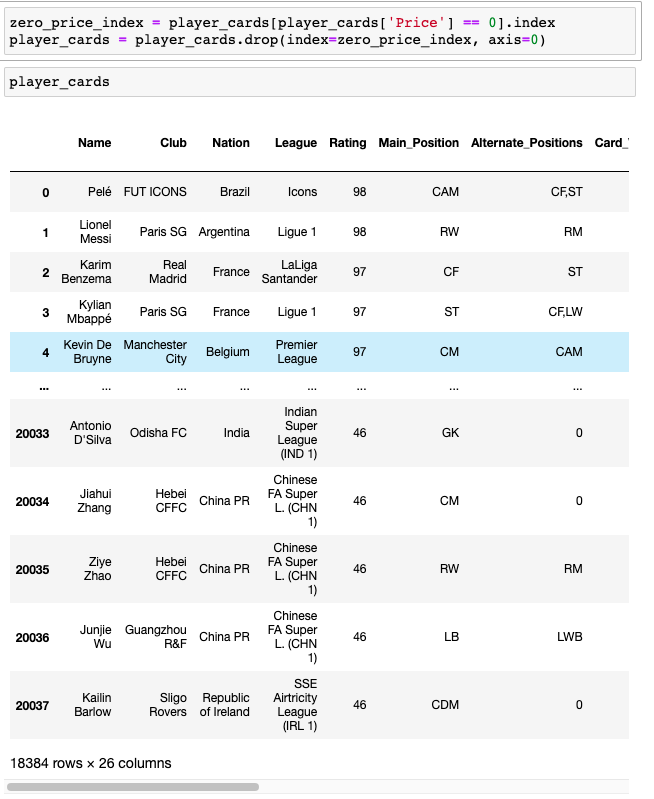 zero_price_index = player_cards[player_cards['Price'] == 0].index
player_cards = player_cards.drop(index=zero_price_index, axis=0)
player_cards
Name Club Nation League Rating Main_Position Alternate_Positions Card_
0 Pelé FUT ICONS Brazil Icons 98 CAM CF,ST
1 Lionel Messi Paris SG Argentina Ligue 1 98 RW RM
2 Karim Benzema Real Madrid France LaLiga Santander 97 CF ST
3 Kylian Mbappé Paris SG France Ligue 1 97 ST CF,LW
4 Kevin De Bruyne Manchester City Belgium Premier League 97 CM CAM
... ... ... ... ... ... ... ...
20033 Antonio D'Silva Odisha FC India Indian Super League (IND 1) 46 GK 0
20034 Jiahui Zhang Hebei CFFC China PR Chinese FA Super L. (CHN 1) 46 CM 0
20035 Ziye Zhao Hebei CFFC China PR Chinese FA Super L. (CHN 1) 46 RW RM
20036 Junjie Wu Guangzhou R&F China PR Chinese FA Super L. (CHN 1) 46 LB LWB
20037 Kailin Barlow Sligo Rovers Republic of Ireland SSE Airtricity League (IRL 1) 46 CDM 0
18384 rows × 26 columns